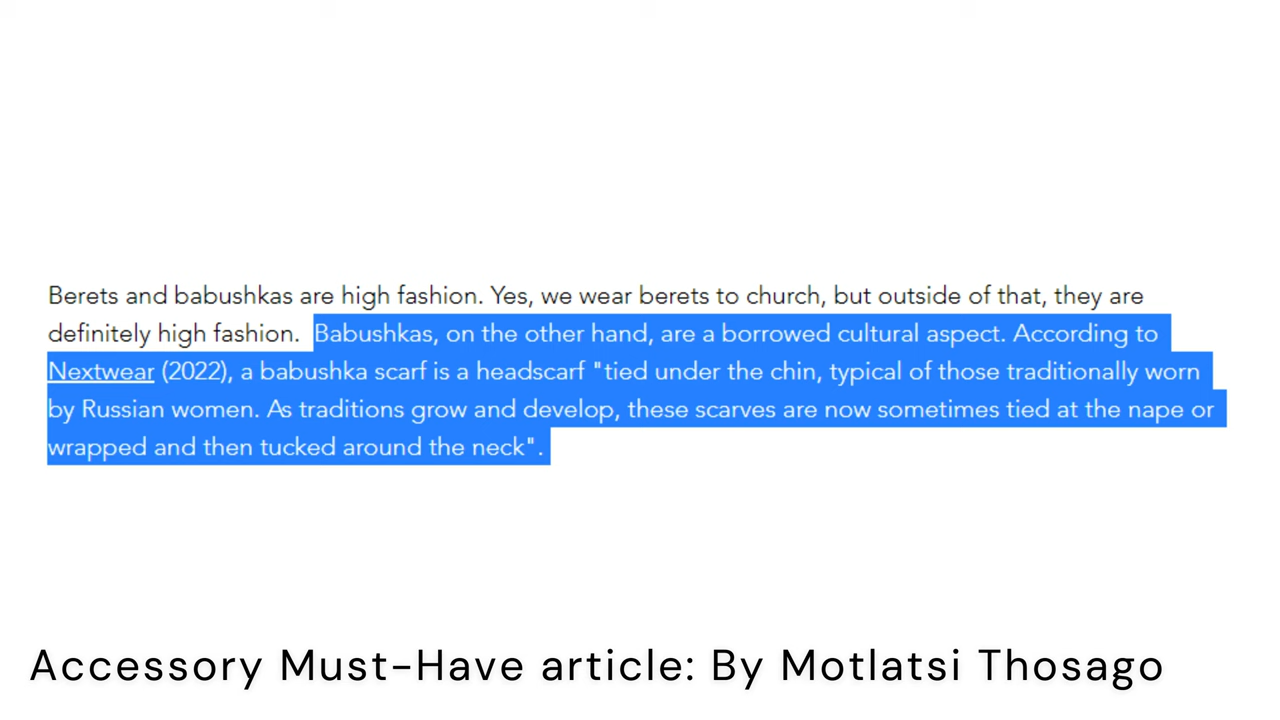 Berets and babushkas are high fashion. Yes, we wear berets to church, but outside of that, they are
definitely high fashion. Babushkas, on the other hand, are a borrowed cultural aspect. According to
Nextwear (2022), a babushka scarf is a headscarf "tied under the chin, typical of those traditionally worn
by Russian women. As traditions grow and develop, these scarves are now sometimes tied at the nape or
wrapped and then tucked around the neck".
Accessory Must-Have article: By Motlatsi Thosago